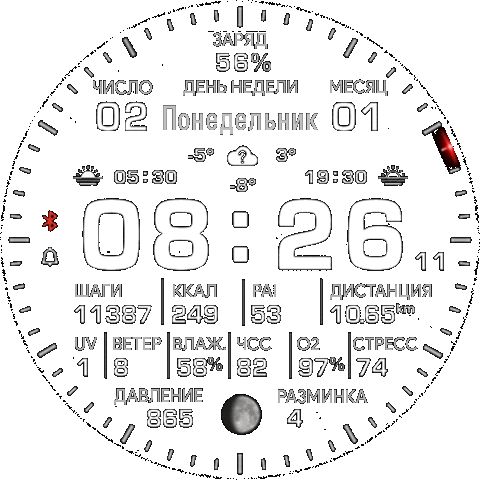 ЗАРЯД
56%
ЧИСЛО ДЕНЬ НЕДЕЛИ МЕСЯЦ
02 Понедельник 01
-5° ? 3°
05:30 -8° 19:30
08:26 11
ШАГИ ККАЛ PAI ДИСТАНЦИЯ
11387 249 53 10.65km
UV ВЕТЕР ВЛАЖ. ЧСС O2 СТРЕСС
1 8 58% 82 97% 74
ДАВЛЕНИЕ РАЗМИНКА
865 4